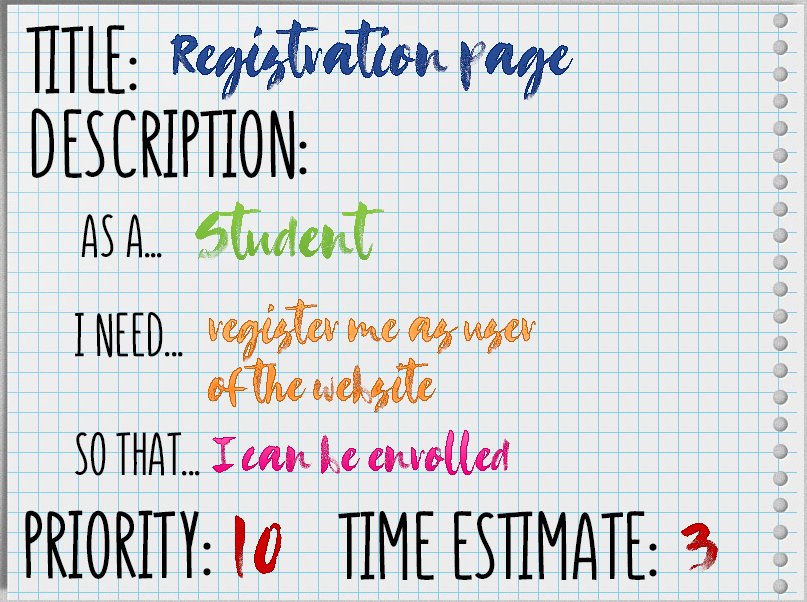 TITLE: Registration page
DESCRIPTION:
AS A... Student
I NEED... register me as user
of the website
SO THAT... I can be enrolled
PRIORITY: 10 TIME ESTIMATE: 3